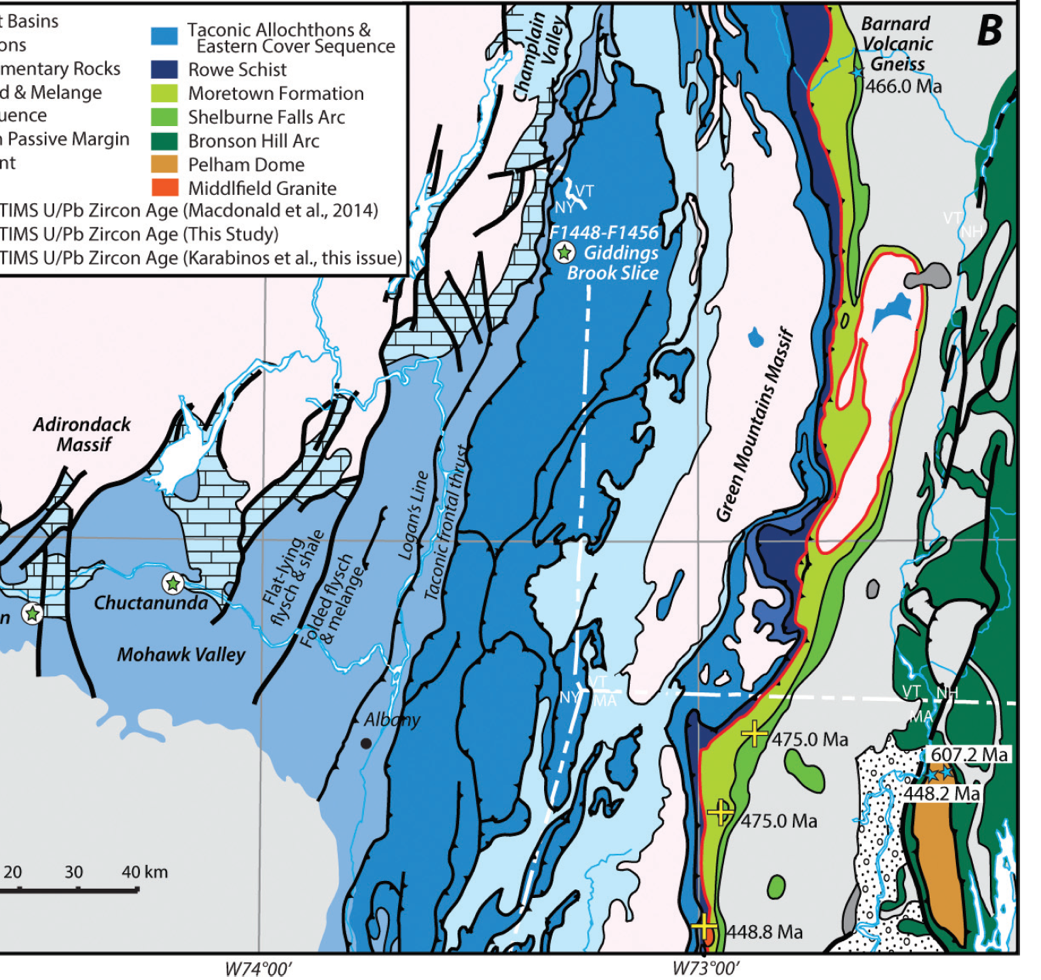 t Basins
ons
mentary Rocks
d & Melange
uence
n Passive Margin
nt
Taconic Allochthons &
Eastern Cover Sequence
Rowe Schist
Moretown Formation
Shelburne Falls Arc
Bronson Hill Arc
Pelham Dome
Middlfield Granite
TIMS U/Pb Zircon Age (Macdonald et al., 2014)
TIMS U/Pb Zircon Age (This Study)
TIMS U/Pb Zircon Age (Karabinos et al., this issue)
Champlain
Valley
Barnard
Volcanic
Gneiss
466.0 Ma
B
VT
NY
F1448-F1456
Giddings
Brook Slice
VT
NH
Green Mountains Massif
Adirondack
Massif
Logan's Line
Taconic frontal thrust
Flat-lying
flysch & shale
Folded flysch
& melange
n
Chuctanunda
Mohawk Valley
Albany
NY
VT
MA
VT
NH
MA
475.0 Ma
475.0 Ma
448.8 Ma
607.2 Ma
448.2 Ma
20
30
40 km
W74°00'
W73°00'